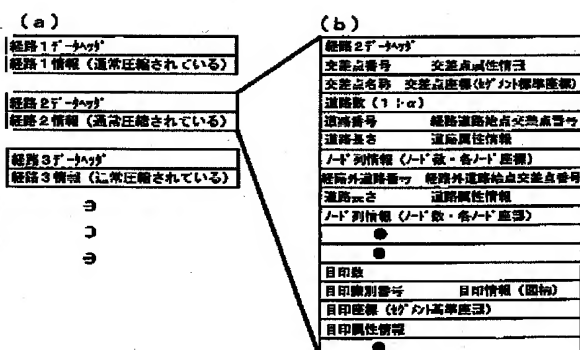 (a)
経路1データヘッダ
経路1情報(通常圧縮されている)
経路2データヘッダ
経路2情報(通常圧縮されている)
経路3データヘッダ
経路3情報(通常圧縮されている)
(b)
経路2データヘッダ
交差点番号 交差点属性情報
交差点名称 交差点座標(セグメント標準座標)
道路数(1+α)
道路番号 経路道路始点交差点番号
道路長さ 道路属性情報
ノード列情報(ノード数・各ノード座標)
経路外道路番号 経路外道路始点交差点番号
道路長さ 道路属性情報
ノード列情報(ノード数・各ノード座標)
目印数
目印識別番号 目印情報(図柄)
目印座標(セグメント基準座標)
目印属性情報